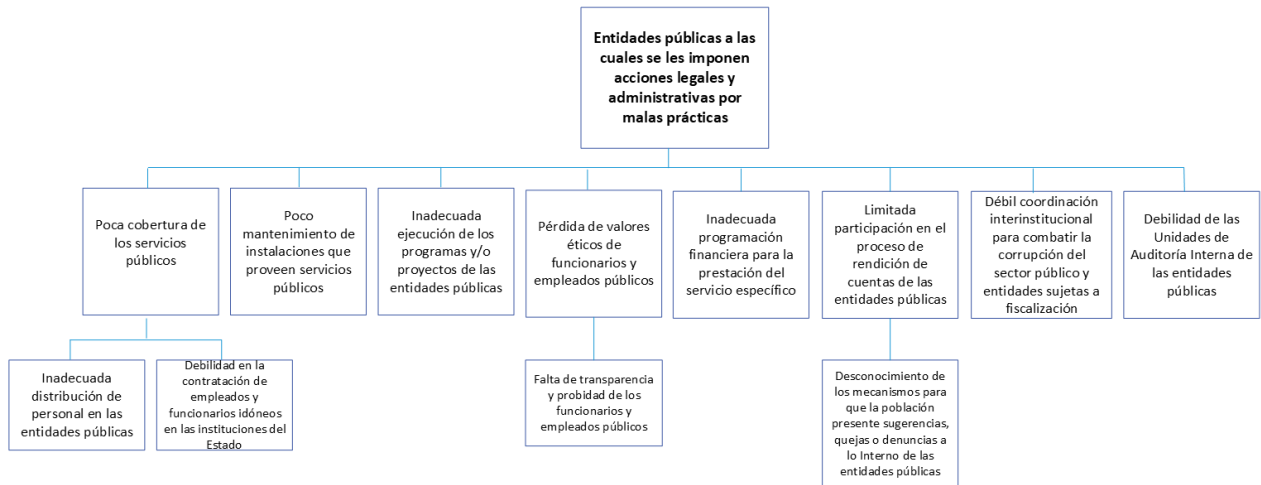 Entidades públicas a las
cuales se les imponen
acciones legales y
administrativas por
malas prácticas
Poca cobertura de
los servicios
públicos
Poco
mantenimiento de
instalaciones que
proveen servicios
públicos
Inadecuada
ejecución de los
programas y/o
proyectos de las
entidades públicas
Pérdida de valores
éticos de
funcionarios y
empleados públicos
Inadecuada
programación
financiera para la
prestación del
servicio específico
Limitada
participación en el
proceso de
rendición de
cuentas de las
entidades públicas
Débil coordinación
interinstitucional
para combatir la
corrupción del
sector público y
entidades sujetas a
fiscalización
Debilidad de las
Unidades de
Auditoría Interna de
las entidades
públicas
Inadecuada
distribución de
personal en las
entidades públicas
Debilidad en la
contratación de
empleados y
funcionarios idóneos
en las instituciones del
Estado
Falta de transparencia
y probidad de los
funcionarios y
empleados públicos
Desconocimiento de
los mecanismos para
que la población
presente sugerencias,
quejas o denuncias a
lo Interno de las
entidades públicas